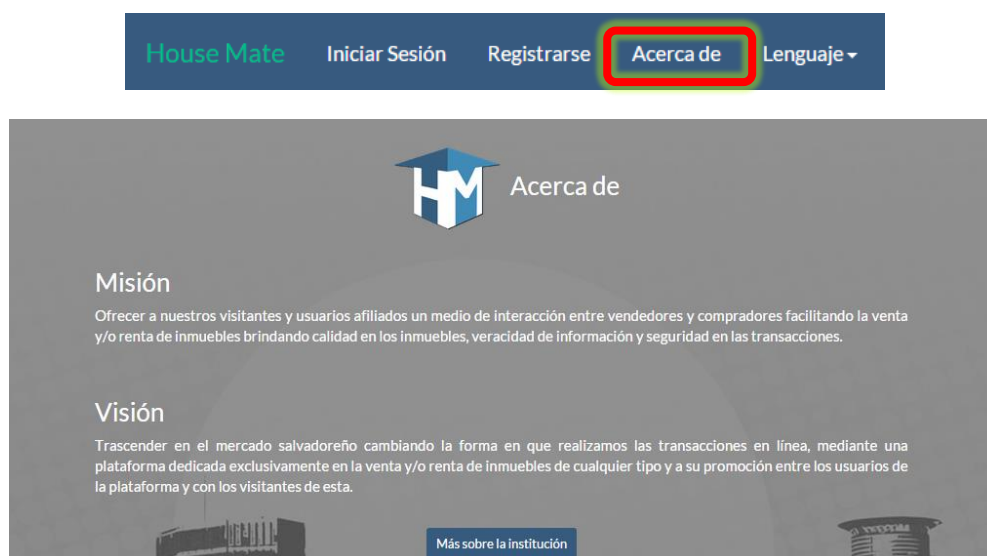 House Mate Iniciar Sesión Registrarse Acerca de Lenguaje
HM Acerca de
Misión
Ofrecer a nuestros visitantes y usuarios afiliados un medio de interacción entre vendedores y compradores facilitando la venta
y/o renta de inmuebles brindando calidad en los inmuebles, veracidad de información y seguridad en las transacciones.
Visión
Trascender en el mercado salvadoreño cambiando la forma en que realizamos las transacciones en línea, mediante una
plataforma dedicada exclusivamente en la venta y/o renta de inmuebles de cualquier tipo y a su promoción entre los usuarios de
la plataforma y con los visitantes de esta.
Más sobre la institución